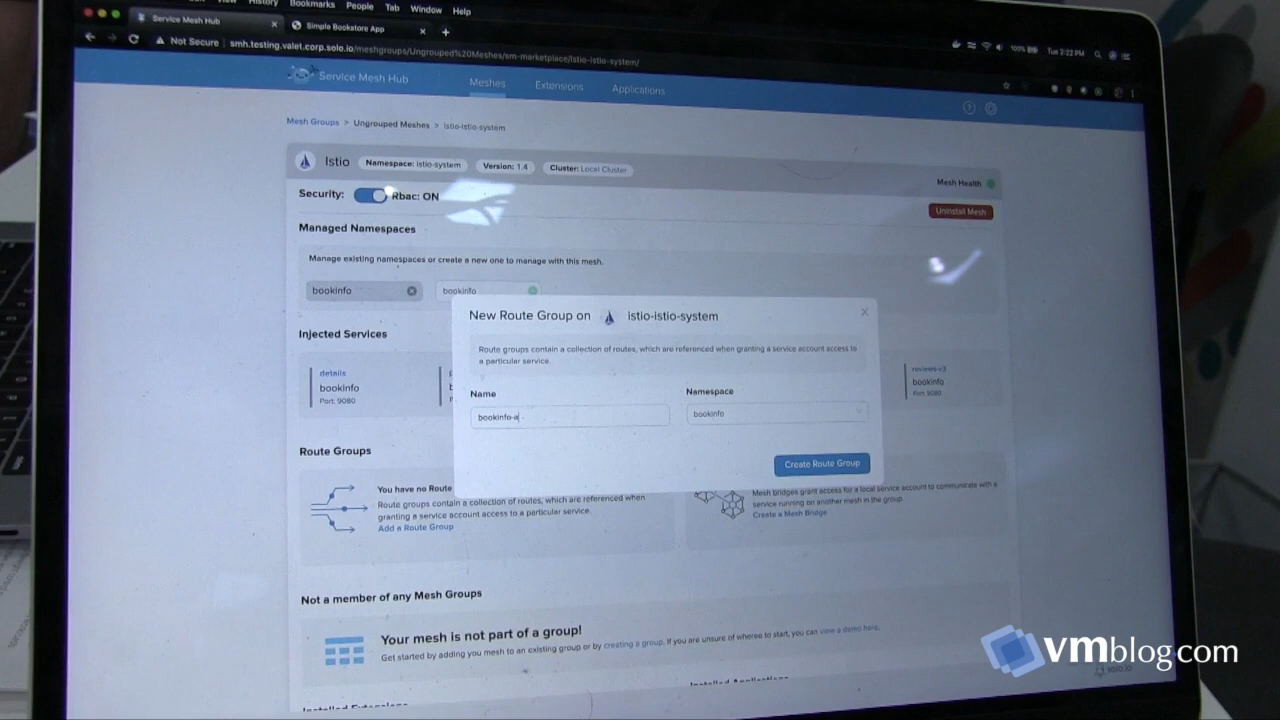 History Bookmarks People Tab Window Help
Service Mesh Hub × Simple Bookstore App × +
Not Secure | smh.testing.valet.corp.solo.io/meshgroups/Ungrouped%20Meshes/sm-marketplace/istio-istio-system/
100% Tue 2:22 PM
Service Mesh Hub Meshes Extensions Applications
Mesh Groups > Ungrouped Meshes > istio-istio-system
Istio Namespace: istio-system Version: 1.4 Cluster: Local Cluster
Mesh Health
Security: Rbac: ON
Uninstall Mesh
Managed Namespaces
Manage existing namespaces or create a new one to manage with this mesh.
bookinfo bookinfo
New Route Group on istio-istio-system
Route groups contain a collection of routes, which are referenced when granting a service account access to
a particular service.
Name Namespace
bookinfo-a bookinfo
Create Route Group
Injected Services
details
bookinfo
Port: 9080
reviews-v3
bookinfo
Port: 9080
Route Groups
You have no Route
Route groups contain a collection of routes, which are referenced when
granting a service account access to a particular service.
Add a Route Group
Mesh bridges grant access for a local service account to communicate with a
service running on another mesh in the group.
Create a Mesh Bridge
Not a member of any Mesh Groups
Your mesh is not part of a group!
Get started by adding you mesh to an existing group or by creating a group. If you are unsure of whereo to start, you can view a demo here.
vmblog.com